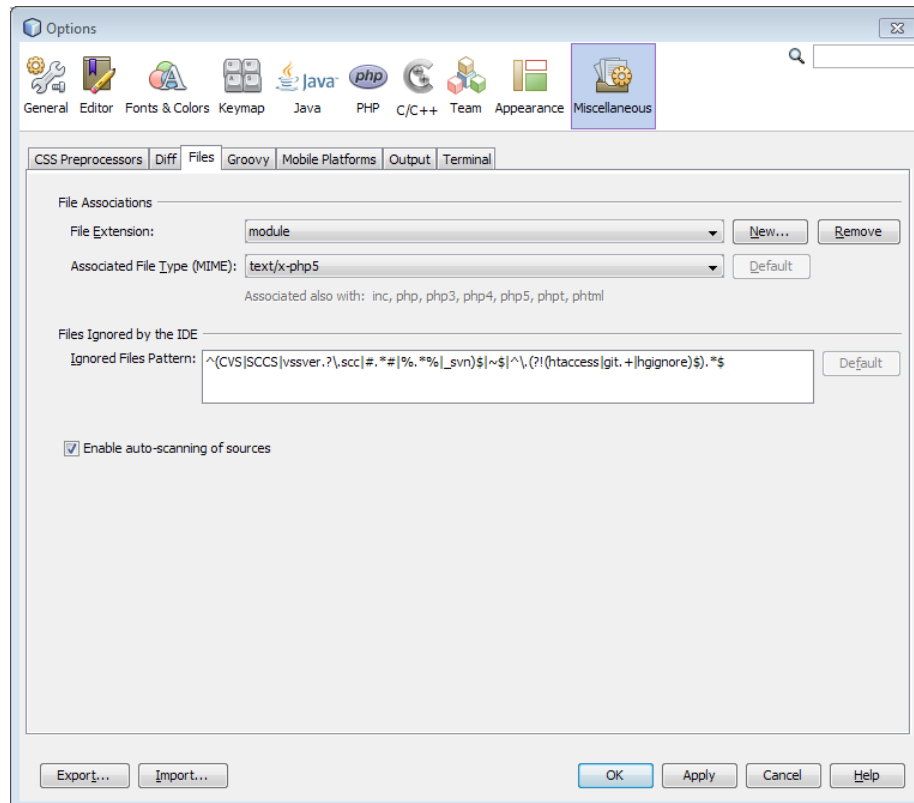 Options
General Editor Fonts & Colors Keymap Java PHP C/C++ Team Appearance Miscellaneous
CSS Preprocessors Diff Files Groovy Mobile Platforms Output Terminal
File Associations
File Extension: module New... Remove
Associated File Type (MIME): text/x-php5 Default
Associated also with: inc, php, php3, php4, php5, phpt, phtml
Files Ignored by the IDE
Ignored Files Pattern: ^(CVS|SCCS|vssver.?\.scc|#.*#|%.*%|_svn)$|~$|^\.(?!(htaccess|git.+|hgignore)$).*$ Default
Enable auto-scanning of sources
Export... Import... OK Apply Cancel Help